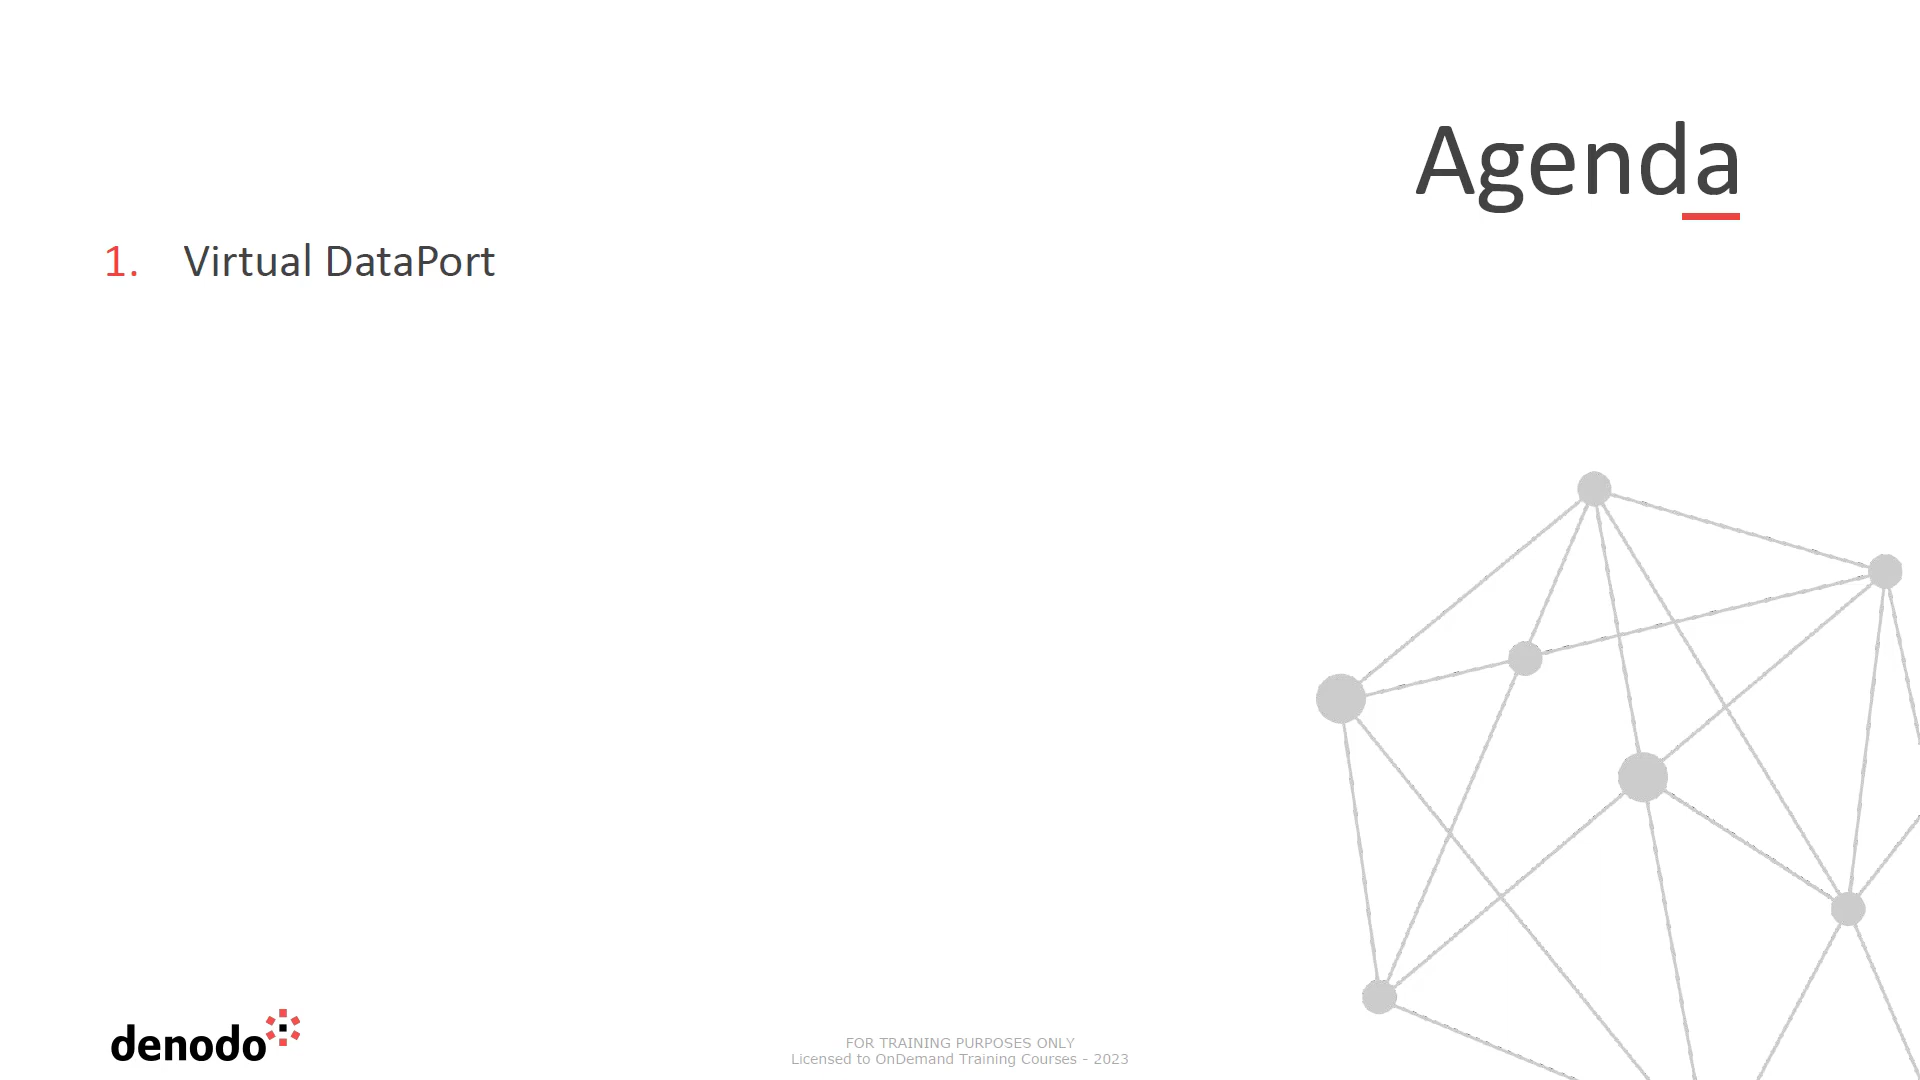 Agenda
1. Virtual DataPort
denodo
FOR TRAINING PURPOSES ONLY
Licensed to OnDemand Training Courses - 2023